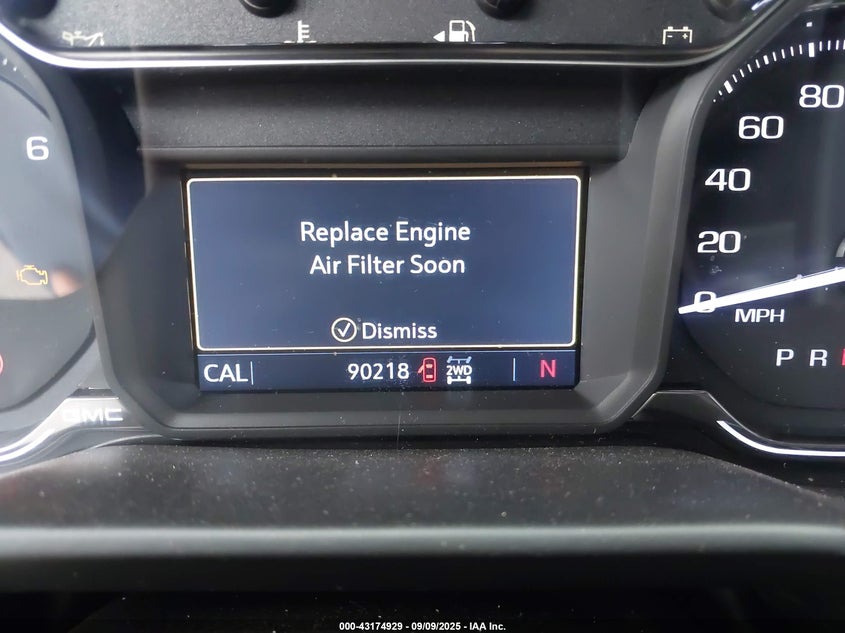 80
60
6
40
20
0
MPH
Replace Engine
Air Filter Soon
Dismiss
CAL
90218
2WD
N
P R
GMC
000-43174929 - 09/09/2025 - IAA Inc.